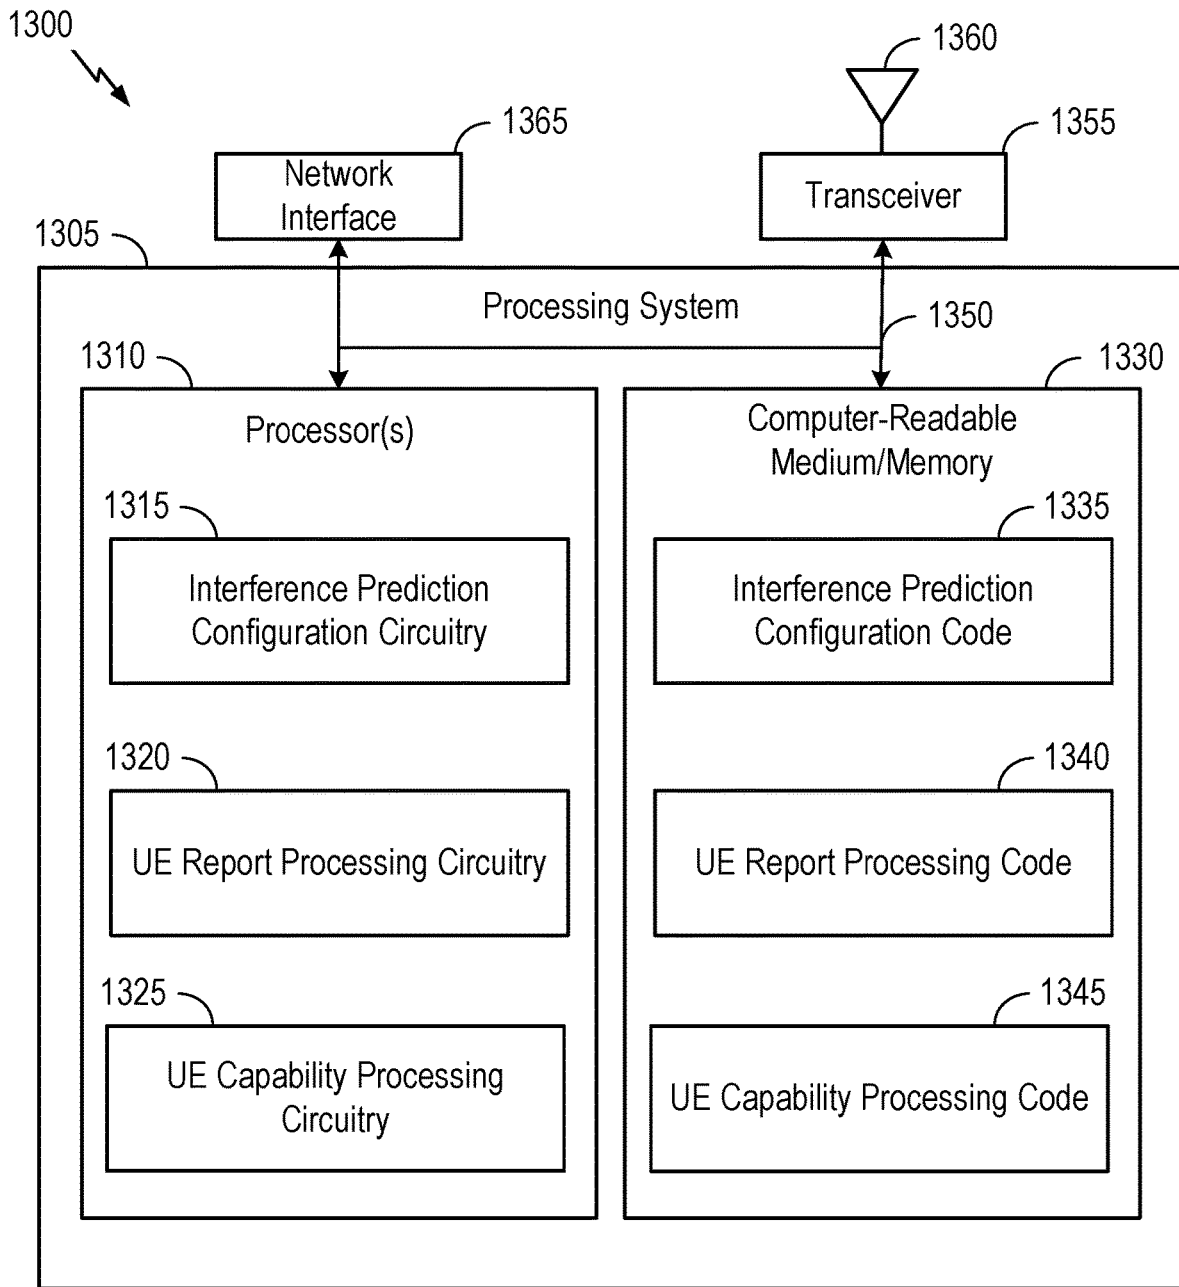 1300
1360
1365
1355
Network
Interface
Transceiver
1305
Processing System
1350
1310
1330
Processor(s)
Computer-Readable
Medium/Memory
1315
1335
Interference Prediction
Configuration Circuitry
Interference Prediction
Configuration Code
1320
1340
UE Report Processing Circuitry
UE Report Processing Code
1325
1345
UE Capability Processing
Circuitry
UE Capability Processing Code